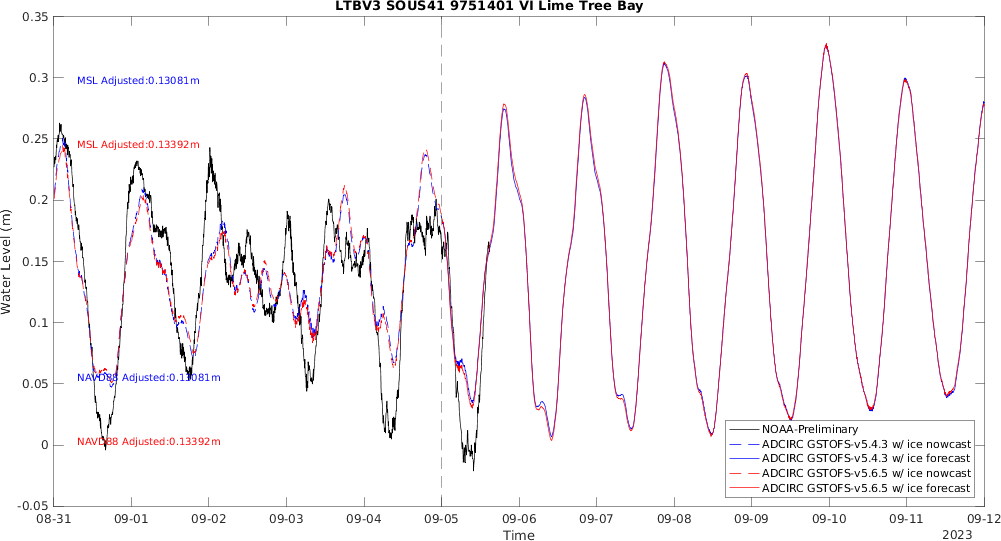 LTBV3 SOUS41 9751401 VI Lime Tree Bay
0.35
0.3
0.25
0.2
0.15
0.1
0.05
0
-0.05
Water Level (m)
MSL Adjusted:0.13081m
MSL Adjusted:0.13392m
NAVD88 Adjusted:0.13081m
NAVD88 Adjusted:0.13392m
NOAA-Preliminary
ADCIRC GSTOFS-v5.4.3 w/ ice nowcast
ADCIRC GSTOFS-v5.4.3 w/ ice forecast
ADCIRC GSTOFS-v5.6.5 w/ ice nowcast
ADCIRC GSTOFS-v5.6.5 w/ ice forecast
08-31 09-01 09-02 09-03 09-04 09-05 09-06 09-07 09-08 09-09 09-10 09-11 09-12
Time
2023